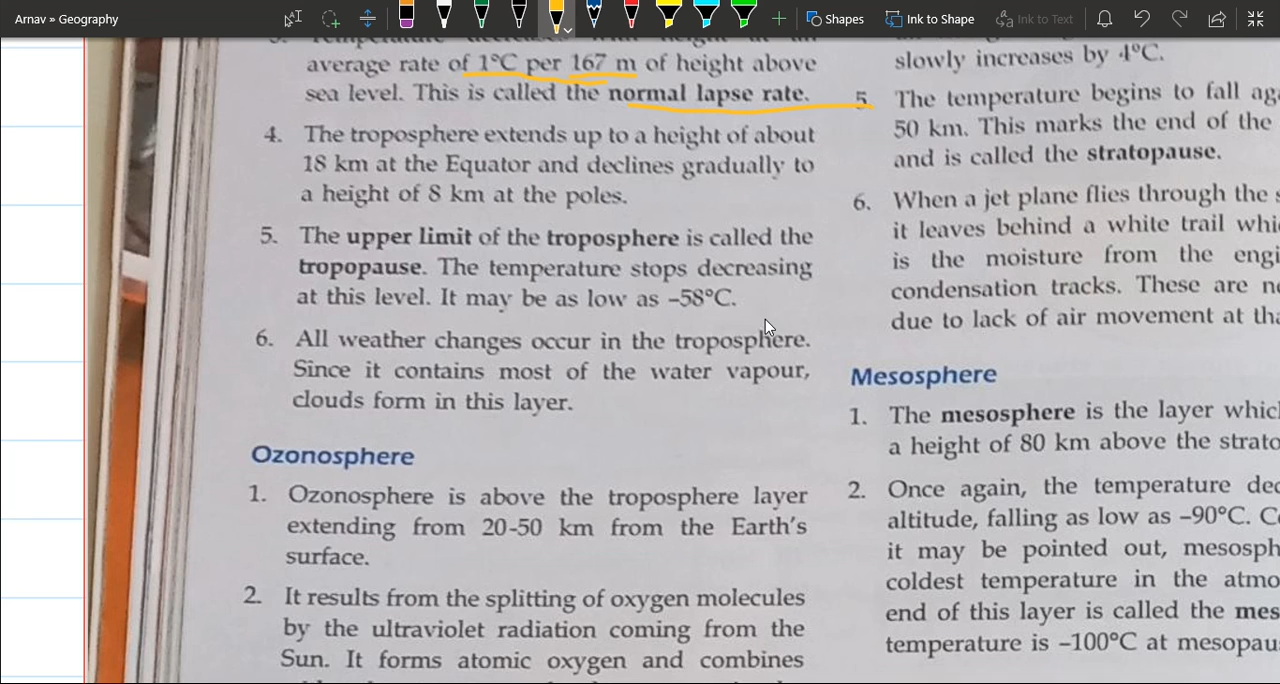 Arnav » Geography
Shapes
Ink to Shape
Ink to Text
average rate of 1°C per 167 m of height above
sea level. This is called the normal lapse rate.
4. The troposphere extends up to a height of about
18 km at the Equator and declines gradually to
a height of 8 km at the poles.
5. The upper limit of the troposphere is called the
tropopause. The temperature stops decreasing
at this level. It may be as low as –58°C.
6. All weather changes occur in the troposphere.
Since it contains most of the water vapour,
clouds form in this layer.
Ozonosphere
1. Ozonosphere is above the troposphere layer
extending from 20-50 km from the Earth's
surface.
2. It results from the splitting of oxygen molecules
by the ultraviolet radiation coming from the
Sun. It forms atomic oxygen and combines
slowly increases by 4°C.
5. The temperature begins to fall
50 km. This marks the end of the
and is called the stratopause.
6. When a jet plane flies through the
it leaves behind a white trail
is the moisture from the
condensation tracks. These are
due to lack of air movement at
Mesosphere
1. The mesosphere is the layer
a height of 80 km above the
2. Once again, the temperature
altitude, falling as low as –90°C.
it may be pointed out,
coldest temperature in the
end of this layer is called the
temperature is –100°C at